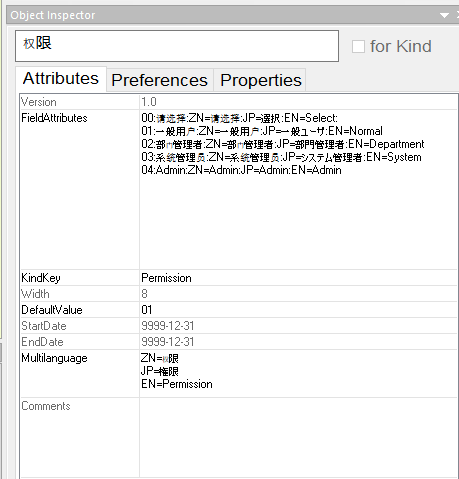 Object Inspector
权限
for Kind
Attributes Preferences Properties
Version 1.0
FieldAttributes 00:请选择:ZN=请选择:JP=選択:EN=Select:
01:一般用户:ZN=一般用户:JP=一般ユーザ:EN=Normal
02:部门管理者:ZN=部门管理者:JP=部門管理者:EN=Department
03:系统管理员:ZN=系统管理员:JP=システム管理者:EN=System
04:Admin:ZN=Admin:JP=Admin:EN=Admin
KindKey Permission
Width 8
DefaultValue 01
StartDate 9999-12-31
EndDate 9999-12-31
Multilanguage ZN=权限
JP=権限
EN=Permission
Comments